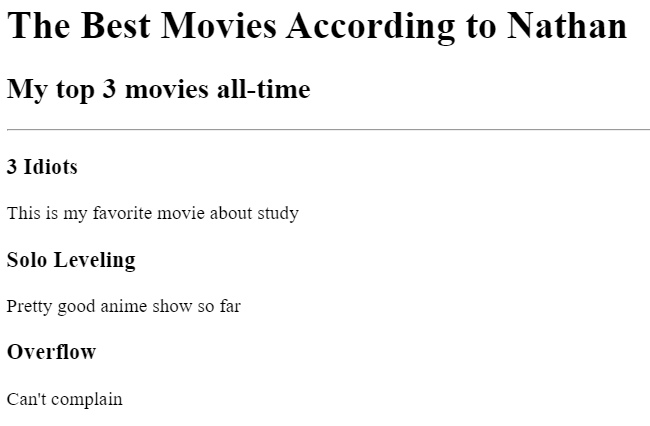 The Best Movies According to Nathan
My top 3 movies all-time
3 Idiots
This is my favorite movie about study
Solo Leveling
Pretty good anime show so far
Overflow
Can't complain